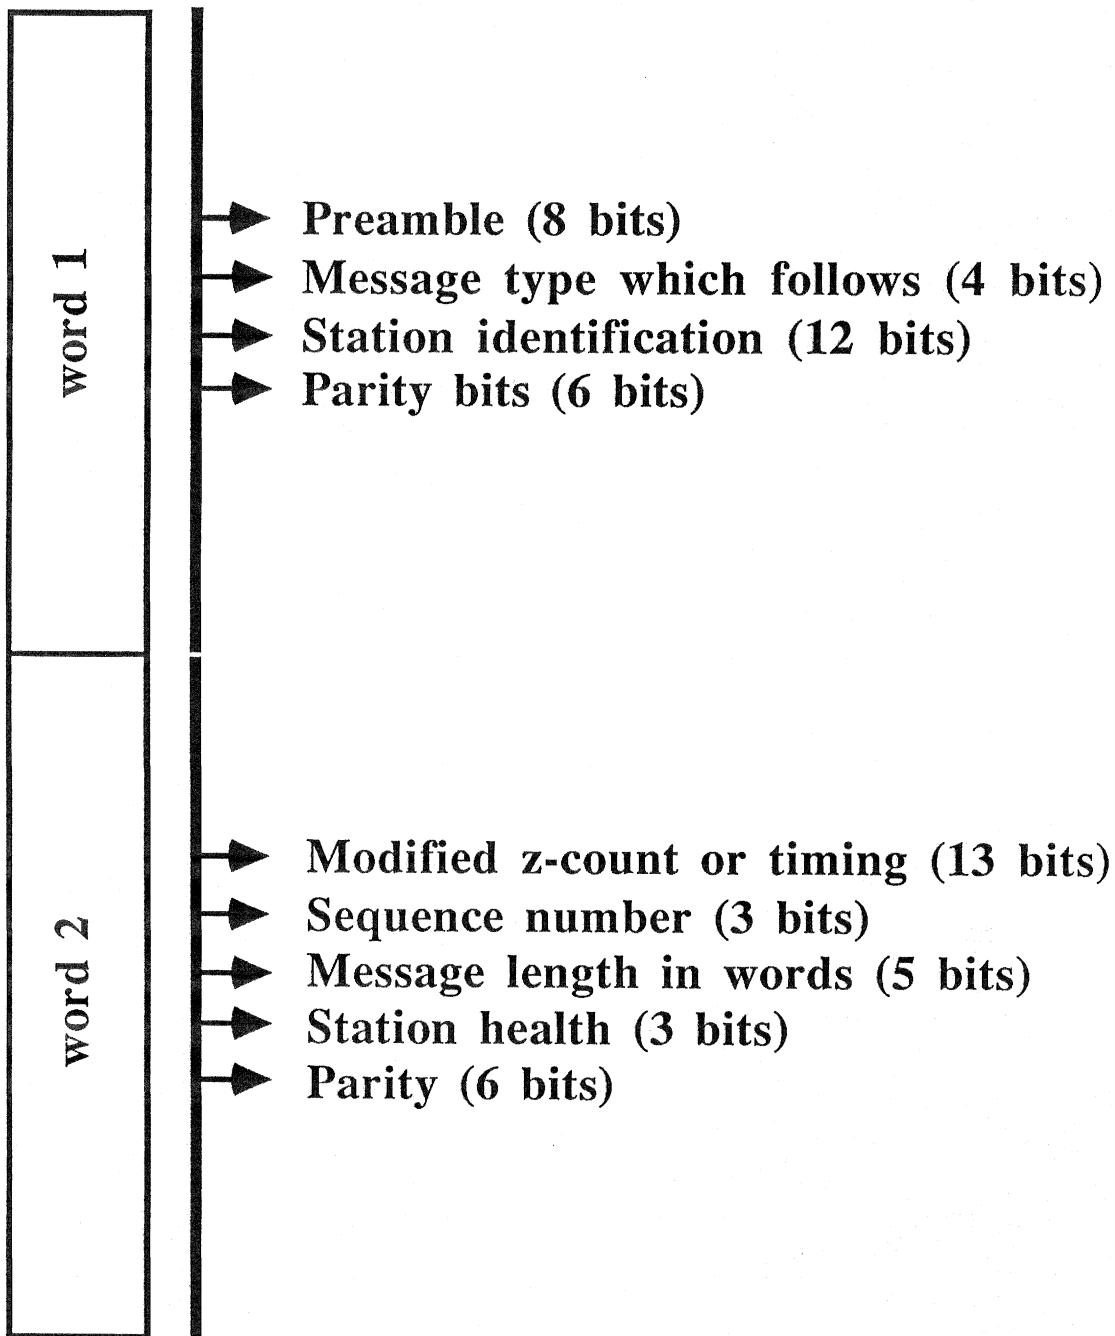 word 1
Preamble (8 bits)
Message type which follows (4 bits)
Station identification (12 bits)
Parity bits (6 bits)
word 2
Modified z-count or timing (13 bits)
Sequence number (3 bits)
Message length in words (5 bits)
Station health (3 bits)
Parity (6 bits)